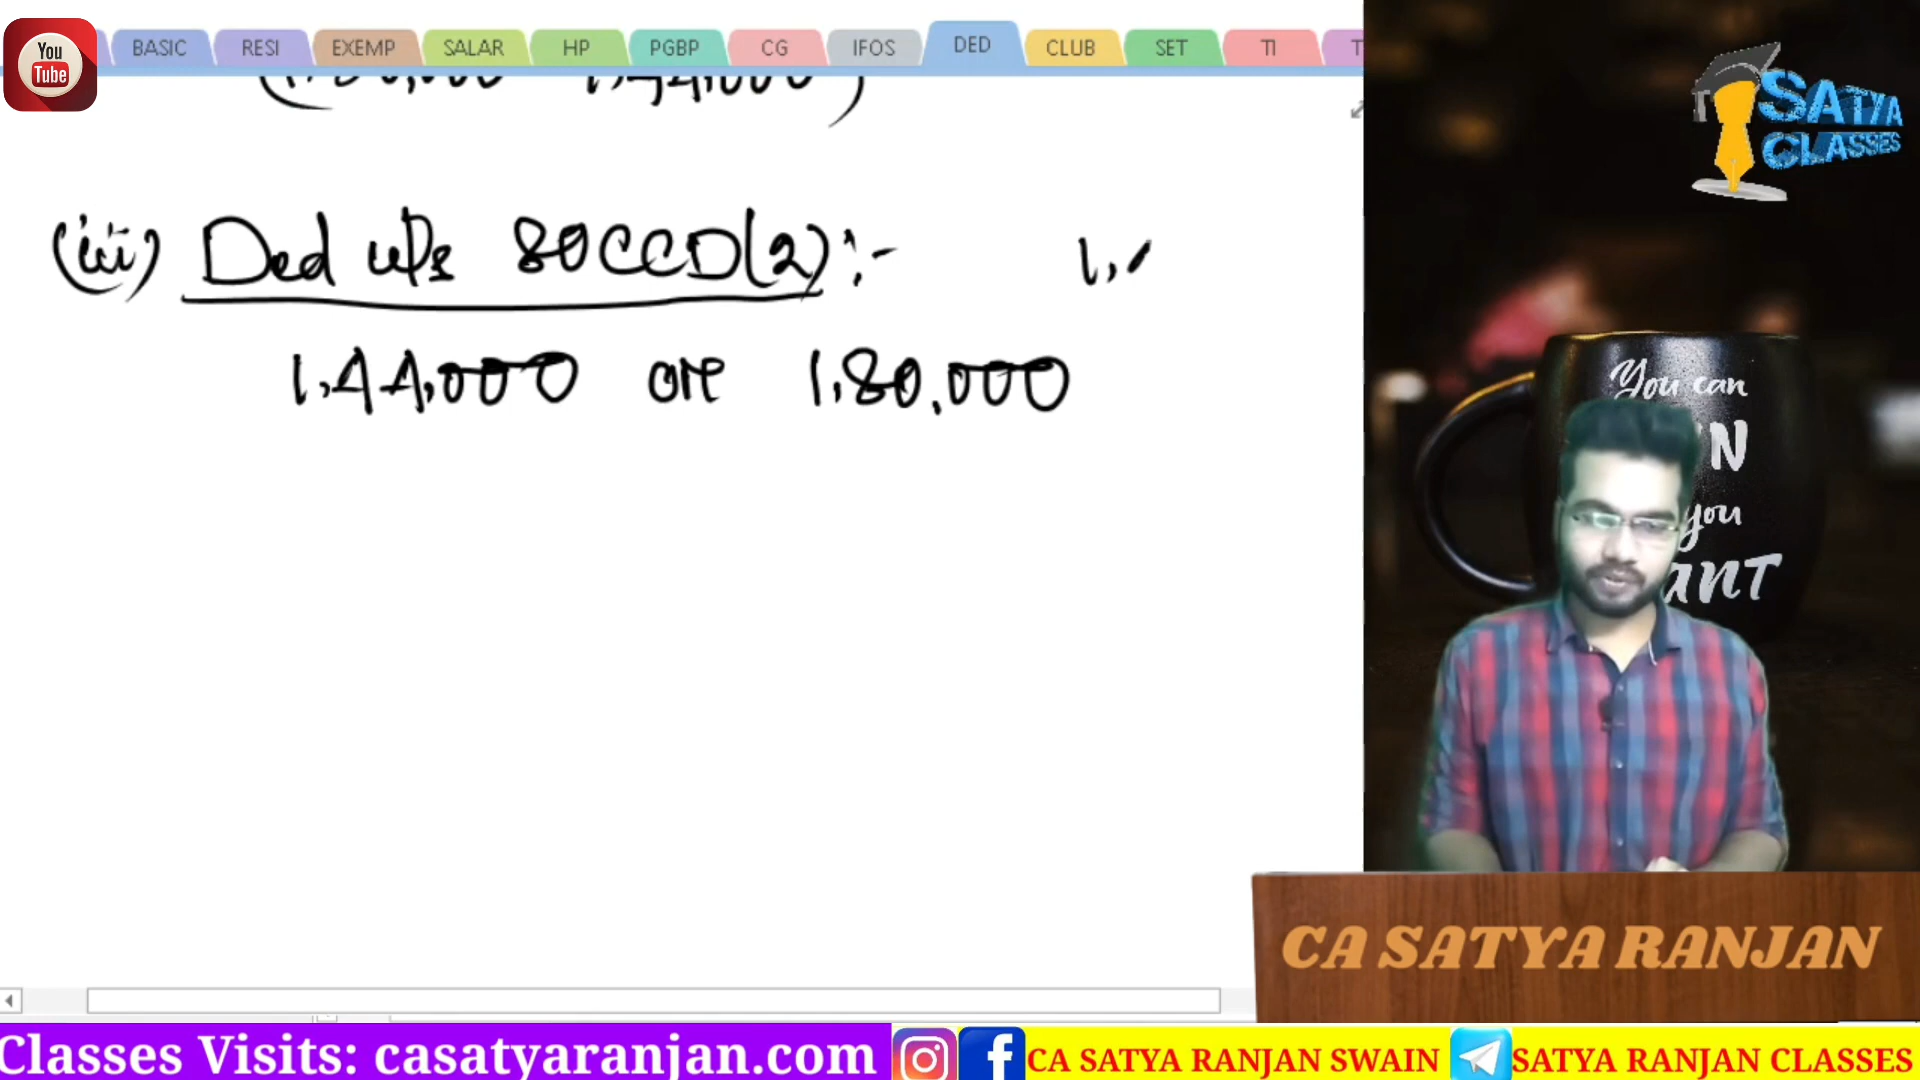 You
Tube
BASIC RESI EXEMP SALAR HP PGBP CG IFOS DED CLUB SET TI T
SATYA
CLASSES
(iii) Ded u/s 80CCD(2):- 1,
1,44,000 or 1,80,000
You can
N
you
ANT
CA SATYA RANJAN
Classes Visits: casatyaranjan.com
CA SATYA RANJAN SWAIN
SATYA RANJAN CLASSES